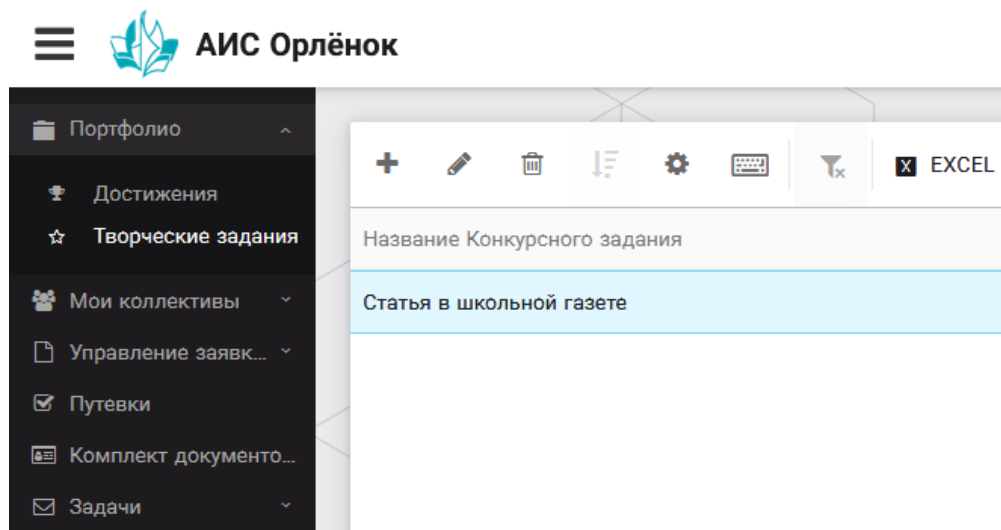 АИС Орлёнок
Портфолио
Достижения
Творческие задания
Мои коллективы
Управление заявк...
Путевки
Комплект документо...
Задачи
X EXCEL
Название Конкурсного задания
Статья в школьной газете